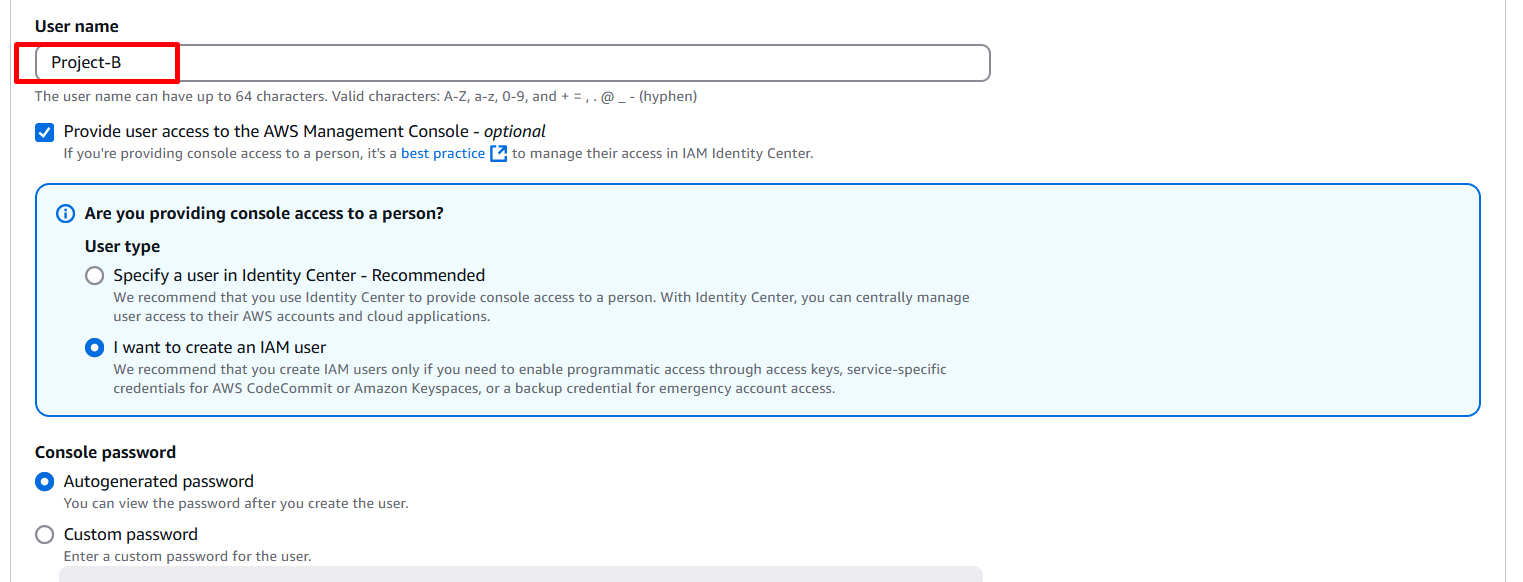 User name
Project-B
The user name can have up to 64 characters. Valid characters: A-Z, a-z, 0-9, and + = , . @ _ - (hyphen)
Provide user access to the AWS Management Console - optional
If you're providing console access to a person, it's a best practice to manage their access in IAM Identity Center.
Are you providing console access to a person?
User type
Specify a user in Identity Center - Recommended
We recommend that you use Identity Center to provide console access to a person. With Identity Center, you can centrally manage
user access to their AWS accounts and cloud applications.
I want to create an IAM user
We recommend that you create IAM users only if you need to enable programmatic access through access keys, service-specific
credentials for AWS CodeCommit or Amazon Keyspaces, or a backup credential for emergency account access.
Console password
Autogenerated password
You can view the password after you create the user.
Custom password
Enter a custom password for the user.